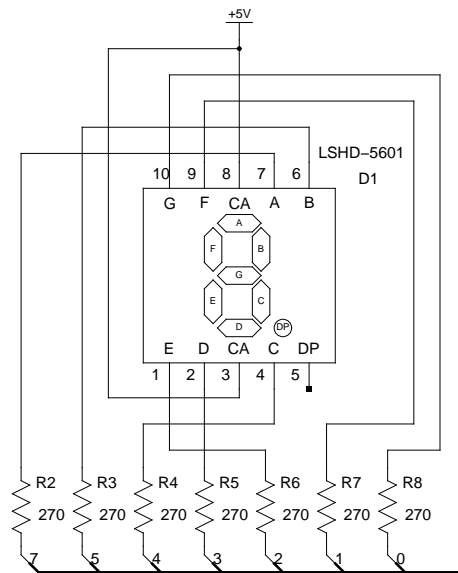 +5V
LSHD-5601
D1
10 9 8 7 6
G F CA A B
A
F B
G
E C
D DP
E D CA C DP
1 2 3 4 5
R2 R3 R4 R5 R6 R7 R8
270 270 270 270 270 270 270
7 5 4 3 2 1 0